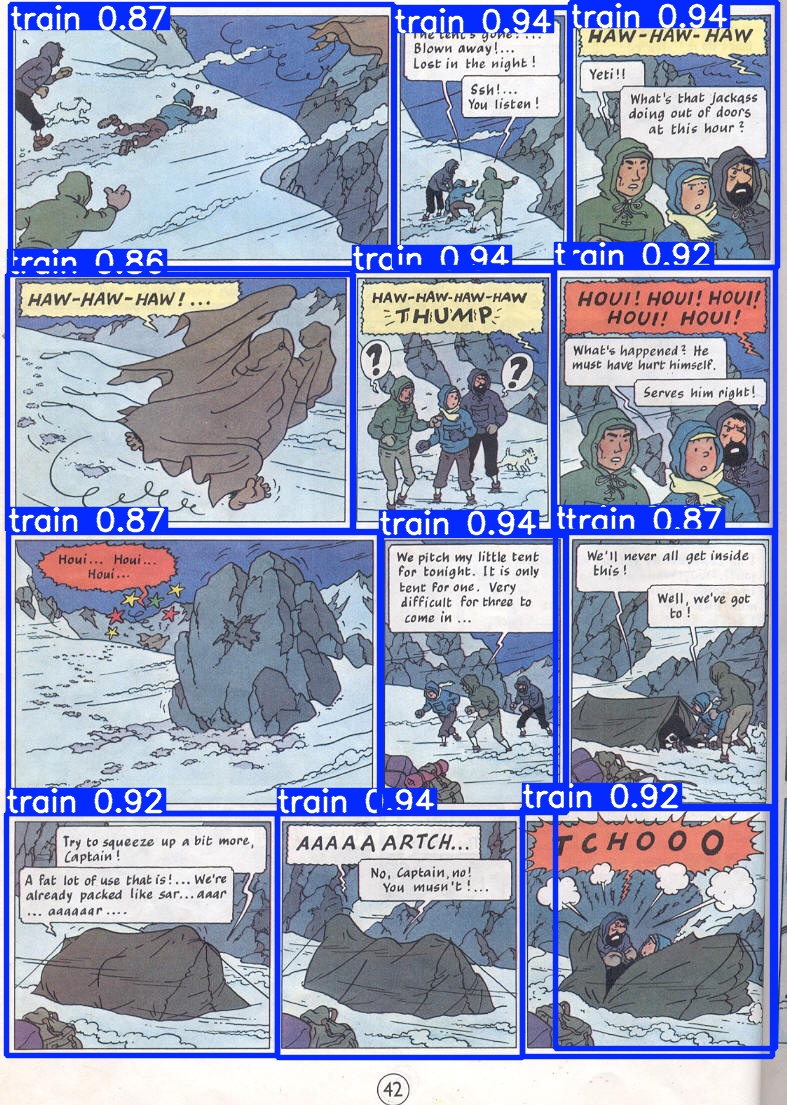 train 0.87
train 0.94
train 0.94
The tent's gone! ...
Blown away!...
Lost in the night!
Ssh!...
You listen!
HAW-HAW-HAW
Yeti!!
What's that jackass
doing out of doors
at this hour?
train 0.86
train 0.94
train 0.92
HAW-HAW-HAW!...
HAW-HAW-HAW-HAW
THUMP
?
?
HOUI! HOUI! HOUI!
HOUI! HOUI!
What's happened? He
must have hurt himself.
Serves him right!
train 0.87
train 0.94
train 0.87
Houi... Houi...
Houi...
We pitch my little tent
for tonight. It is only
tent for one. Very
difficult for three to
come in ...
We'll never all get inside
this!
Well, we've got
to!
train 0.92
train 0.94
train 0.92
Try to squeeze up a bit more,
Captain!
A fat lot of use that is!... We're
already packed like sar...aaar
... aaaaaar ....
AAAAAARTCH...
No, Captain, no!
You musn't!...
TCHOOO
42